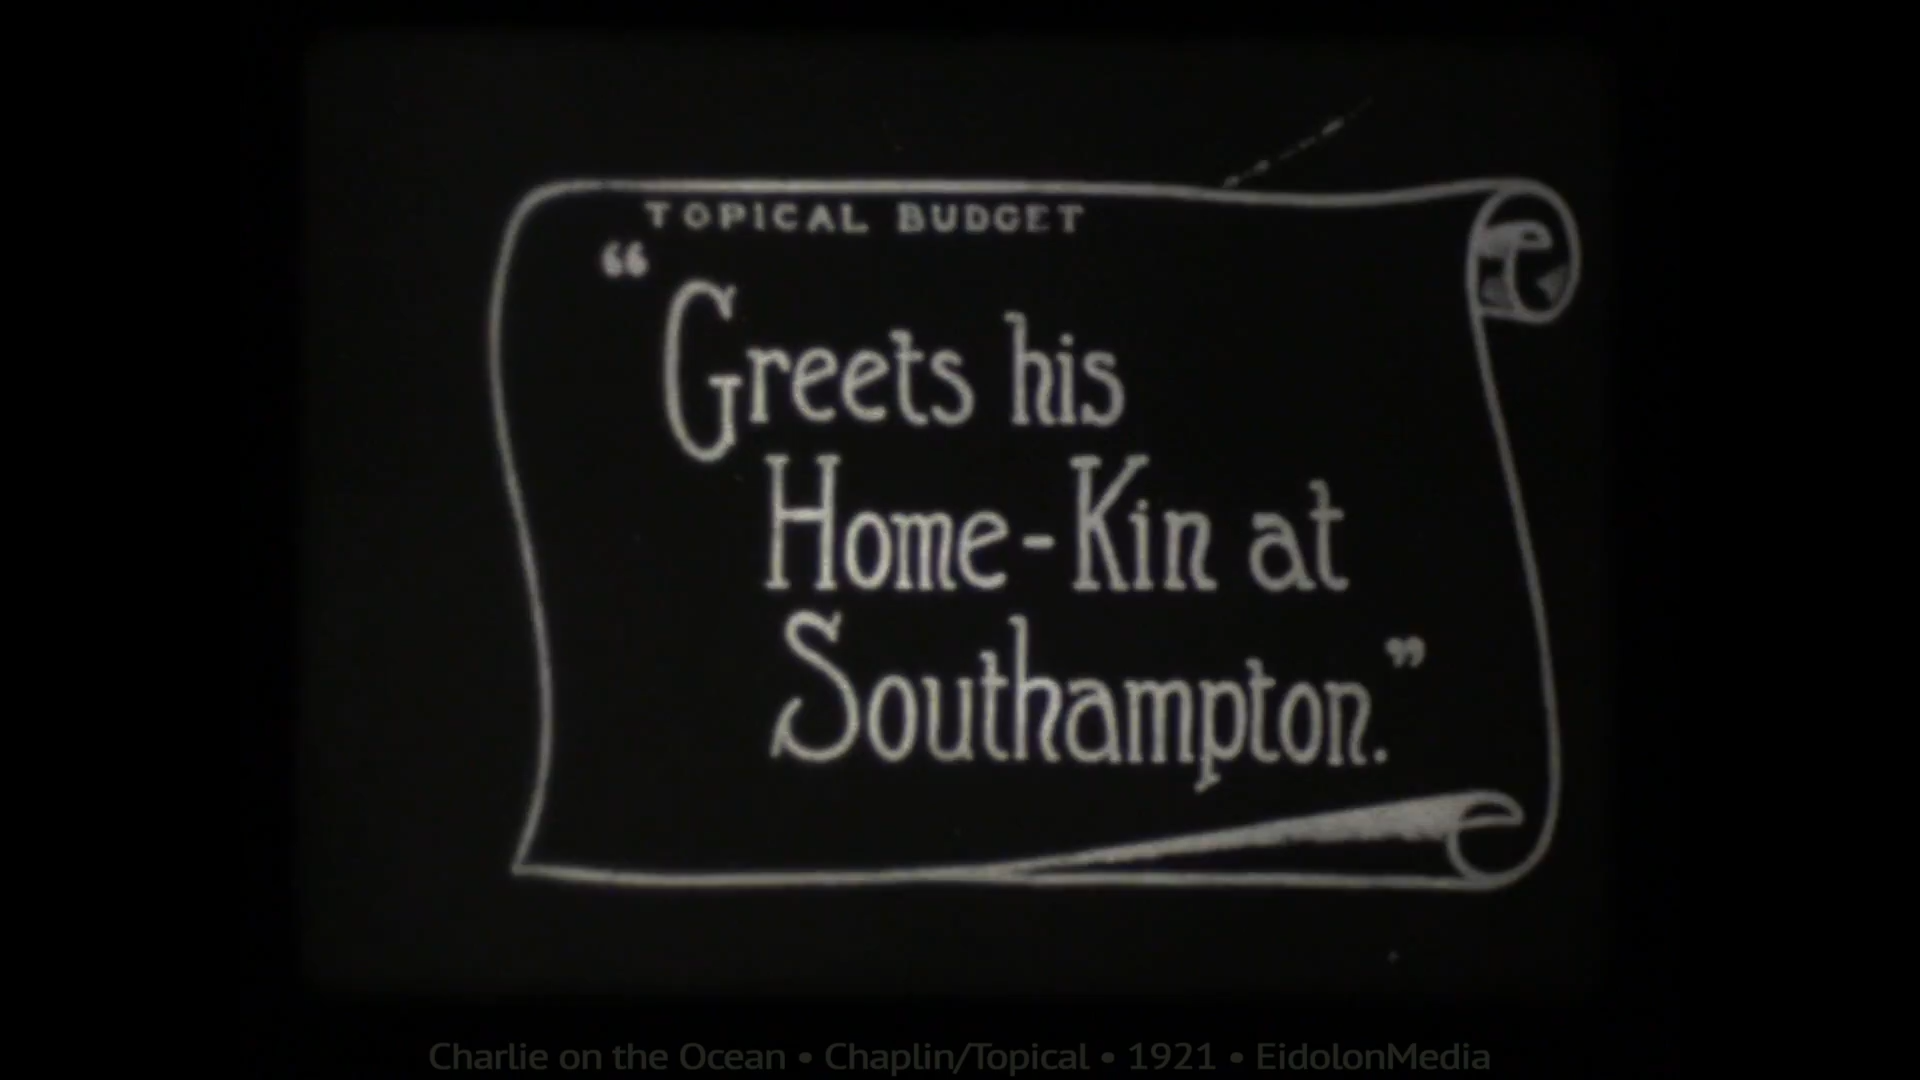 TOPICAL BUDGET
“Greets his
Home-Kin at
Southampton.”
Charlie on the Ocean • Chaplin/Topical • 1921 • EidolonMedia